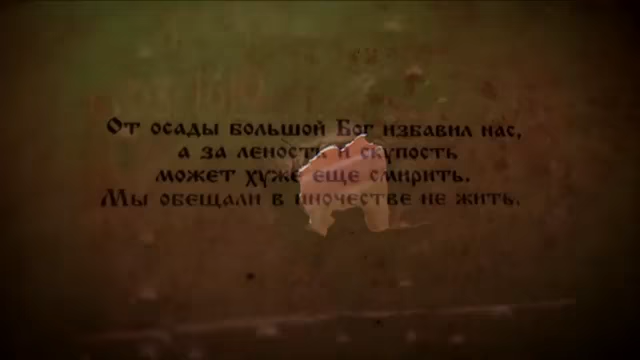 От осады большой Бог избавил нас,
а за леность и скупость
может хуже еще смирить.
Мы обещали в иночестве не жить.